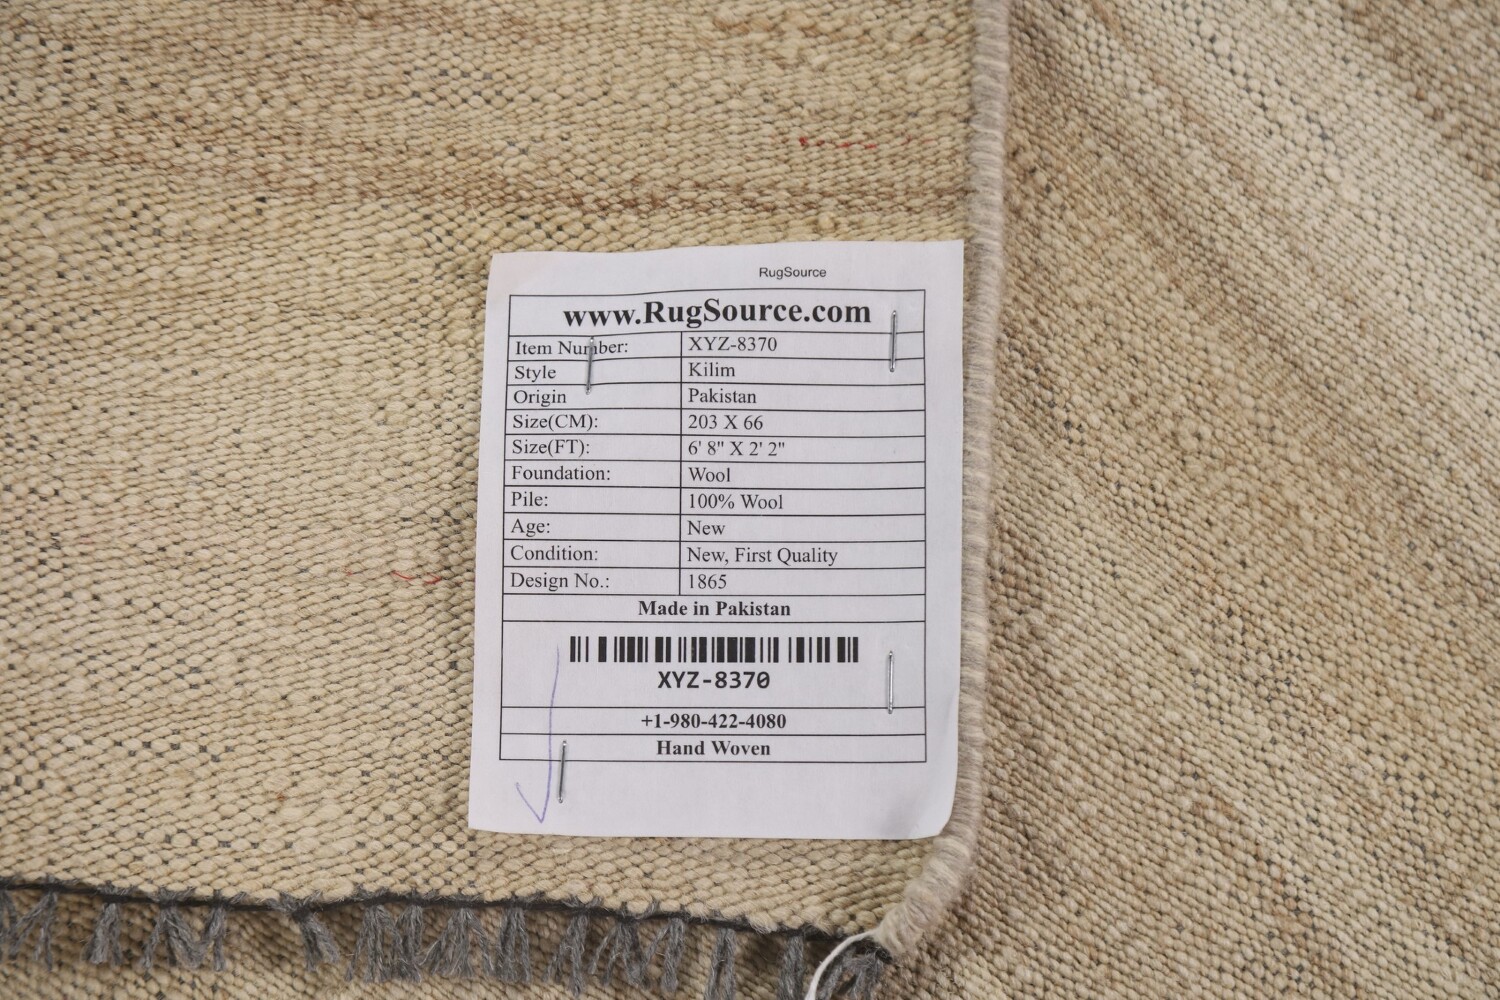 RugSource
www.RugSource.com
Item Number: XYZ-8370
Style Kilim
Origin Pakistan
Size(CM): 203 X 66
Size(FT): 6' 8" X 2' 2"
Foundation: Wool
Pile: 100% Wool
Age: New
Condition: New, First Quality
Design No.: 1865
Made in Pakistan
XYZ-8370
+1-980-422-4080
Hand Woven